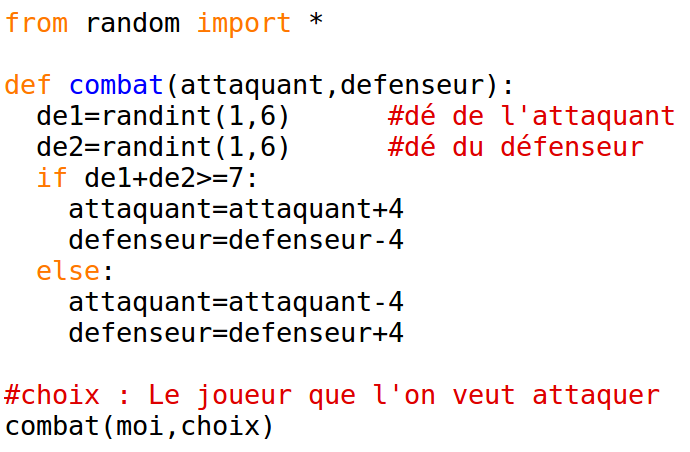 from random import *
def combat(attaquant,defenseur):
de1=randint(1,6) #dé de l'attaquant
de2=randint(1,6) #dé du défenseur
if de1+de2>=7:
attaquant=attaquant+4
defenseur=defenseur-4
else:
attaquant=attaquant-4
defenseur=defenseur+4
#choix : Le joueur que l'on veut attaquer
combat(moi,choix)